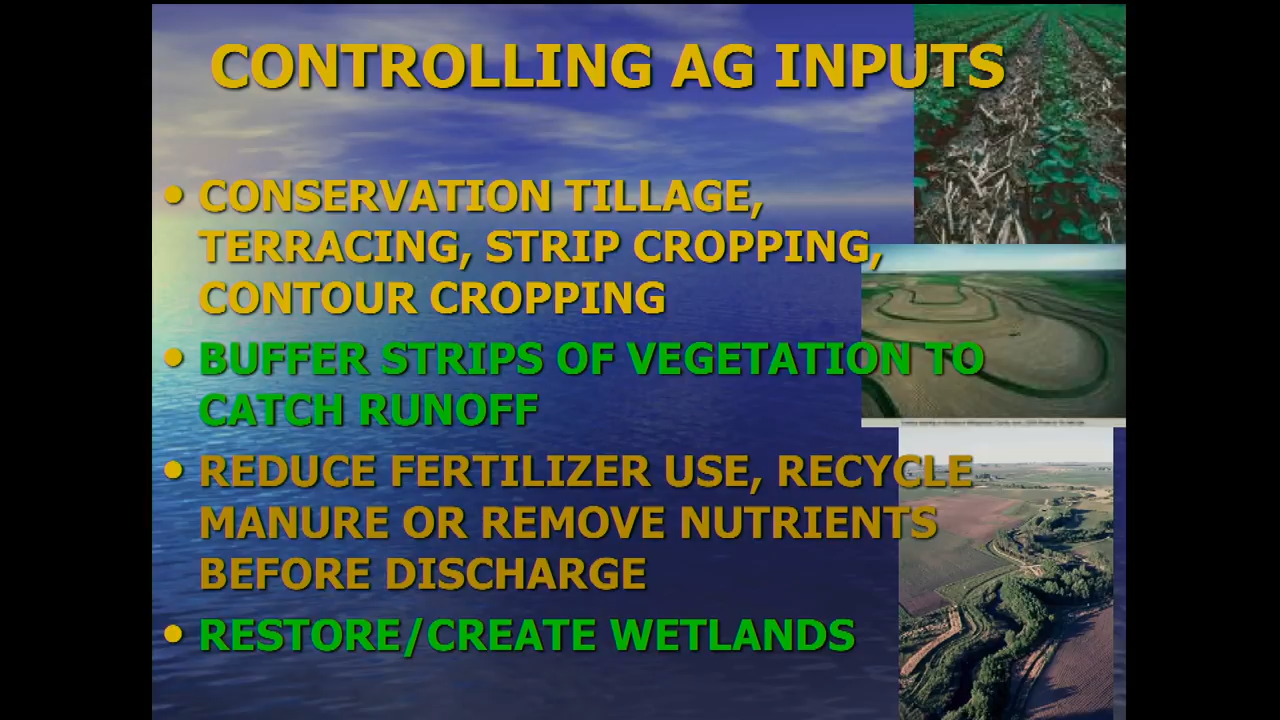 CONTROLLING AG INPUTS
• CONSERVATION TILLAGE,
TERRACING, STRIP CROPPING,
CONTOUR CROPPING
• BUFFER STRIPS OF VEGETATION TO
CATCH RUNOFF
• REDUCE FERTILIZER USE, RECYCLE
MANURE OR REMOVE NUTRIENTS
BEFORE DISCHARGE
• RESTORE/CREATE WETLANDS